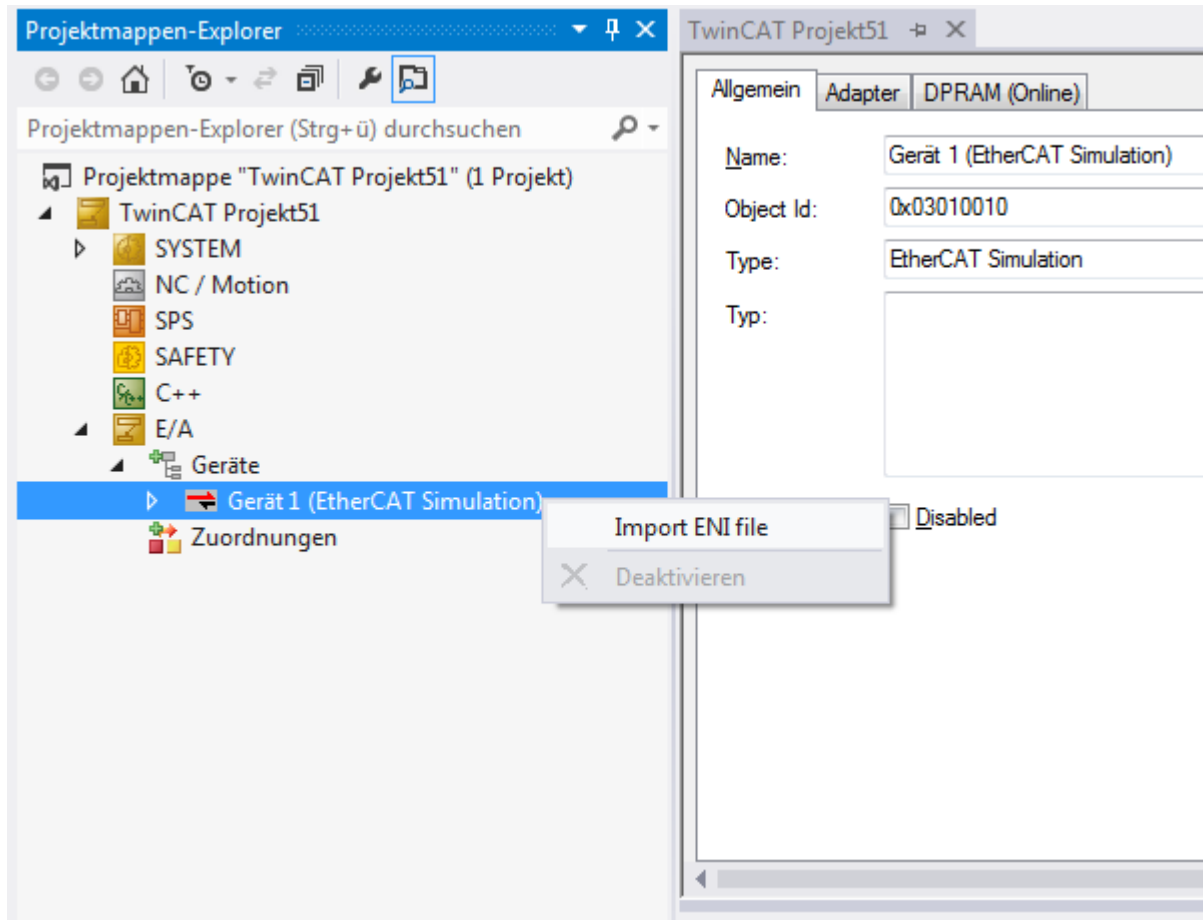 Projektmappen-Explorer
Projektmappen-Explorer (Strg+ü) durchsuchen
Projektmappe "TwinCAT Projekt51" (1 Projekt)
TwinCAT Projekt51
SYSTEM
NC / Motion
SPS
SAFETY
C++
E/A
Geräte
Gerät 1 (EtherCAT Simulation)
Zuordnungen
Import ENI file
Deaktivieren
TwinCAT Projekt51
Allgemein Adapter DPRAM (Online)
Name: Gerät 1 (EtherCAT Simulation)
Object Id: 0x03010010
Type: EtherCAT Simulation
Typ:
Disabled